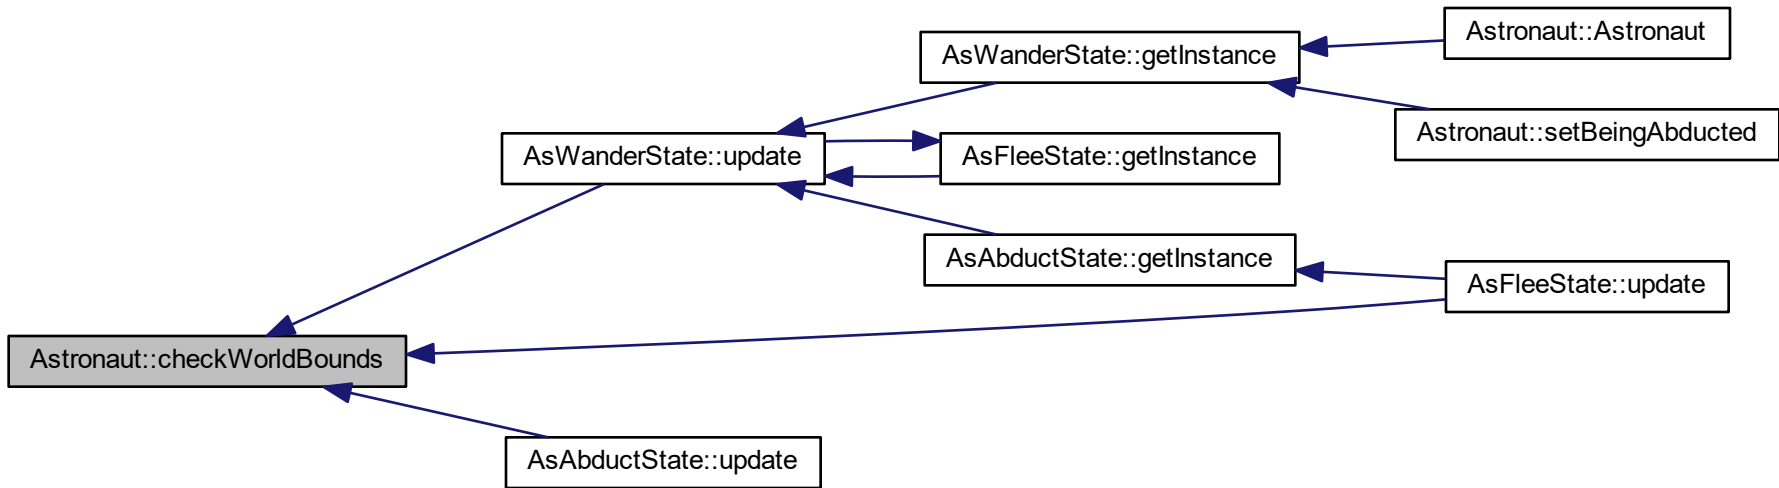 Astronaut::Astronaut
AsWanderState::getInstance
Astronaut::setBeingAbducted
AsWanderState::update
AsFleeState::getInstance
AsAbductState::getInstance
AsFleeState::update
Astronaut::checkWorldBounds
AsAbductState::update